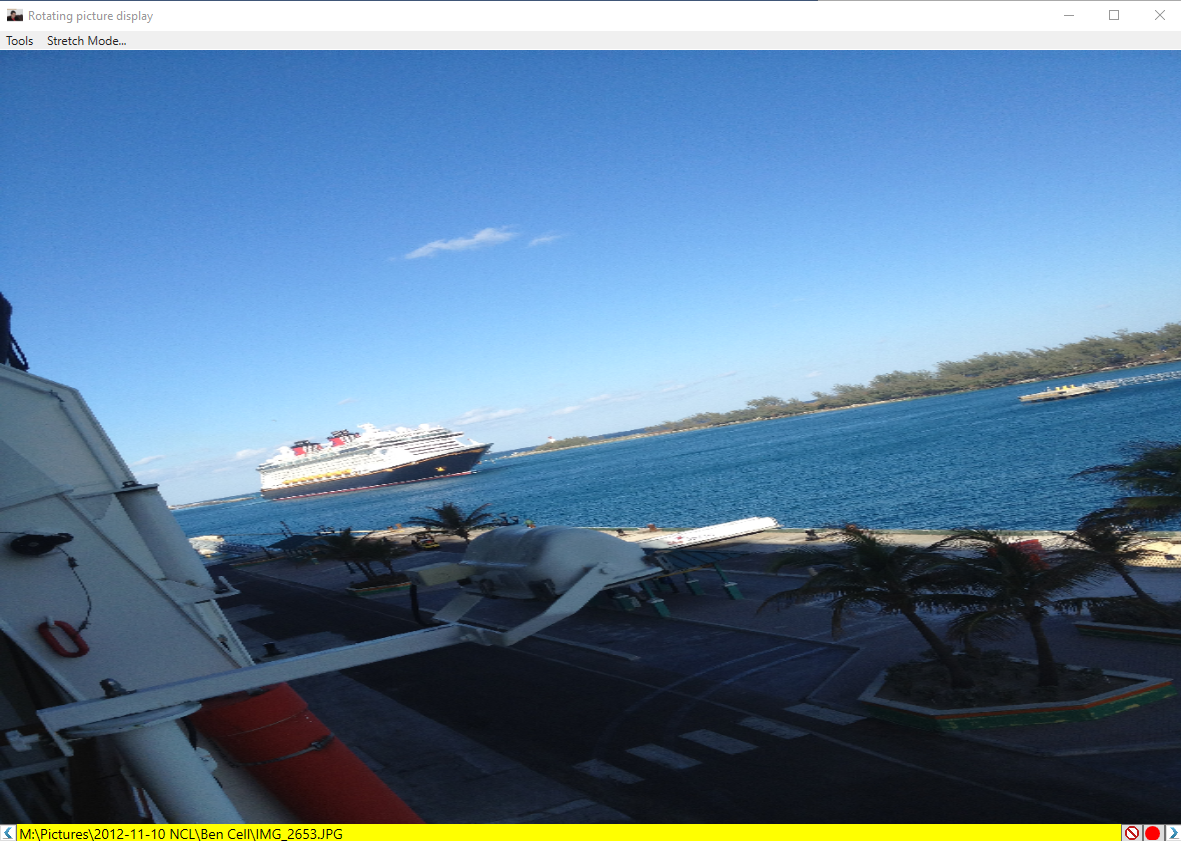 Rotating picture display
Tools Stretch Mode...
M:\Pictures\2012-11-10 NCL\Ben Cell\IMG_2653.JPG